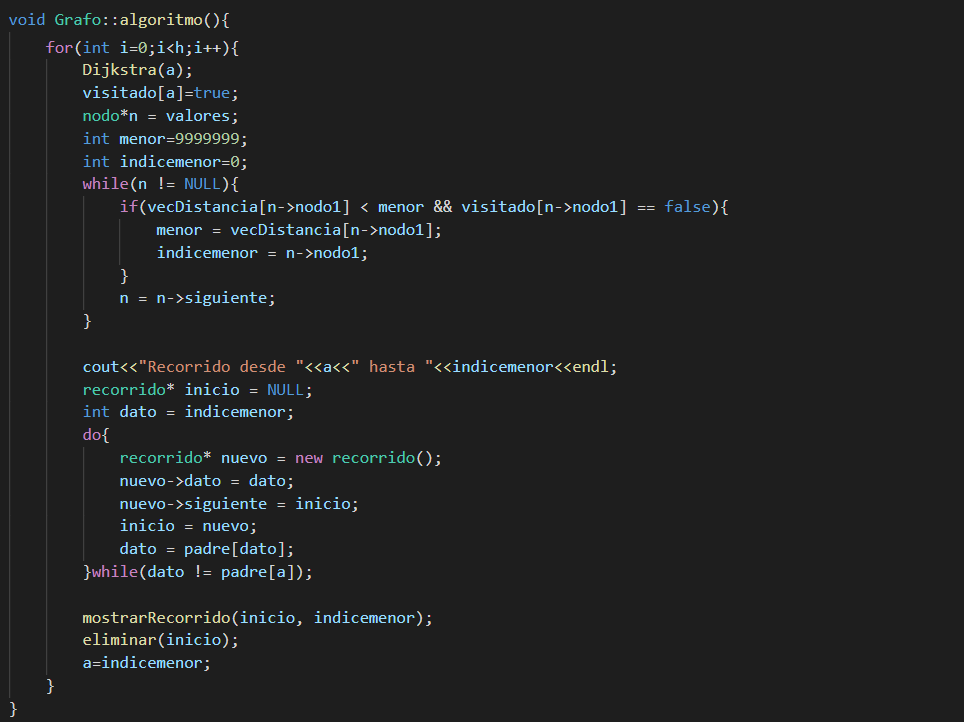 void Grafo::algoritmo(){
    for(int i=0;i<h;i++){
        Dijkstra(a);
        visitado[a]=true;
        nodo*n = valores;
        int menor=9999999;
        int indicemenor=0;
        while(n != NULL){
            if(vecDistancia[n->nodo1] < menor && visitado[n->nodo1] == false){
                menor = vecDistancia[n->nodo1];
                indicemenor = n->nodo1;
            }
            n = n->siguiente;
        }

        cout<<"Recorrido desde "<<a<<" hasta "<<indicemenor<<endl;
        recorrido* inicio = NULL;
        int dato = indicemenor;
        do{
            recorrido* nuevo = new recorrido();
            nuevo->dato = dato;
            nuevo->siguiente = inicio;
            inicio = nuevo;
            dato = padre[dato];
        }while(dato != padre[a]);

        mostrarRecorrido(inicio, indicemenor);
        eliminar(inicio);
        a=indicemenor;
    }
}